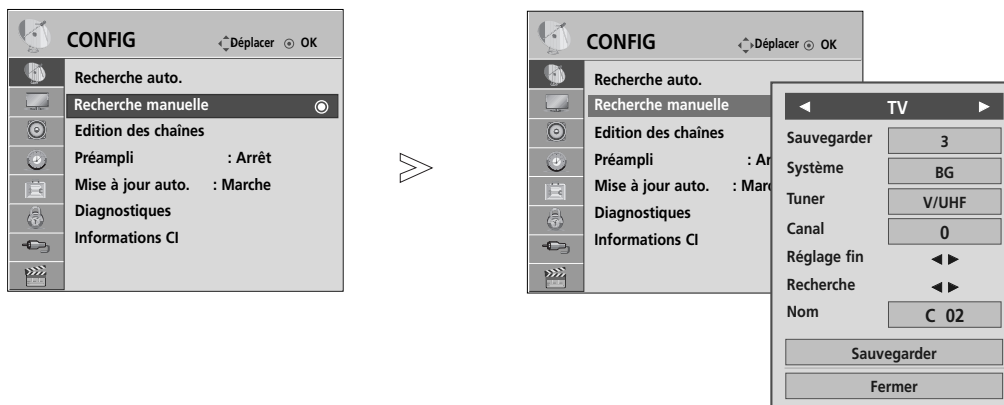 CONFIG
Déplacer OK
Recherche auto.
Recherche manuelle
Edition des chaînes
Préampli : Arrêt
Mise à jour auto. : Marche
Diagnostiques
Informations CI
CONFIG
Déplacer OK
Recherche auto.
Recherche manuelle
Edition des chaînes
Préampli : Ar
Mise à jour auto. : Marc
Diagnostiques
Informations CI
◄ TV ►
Sauvegarder 3
Système BG
Tuner V/UHF
Canal 0
Réglage fin ◄ ►
Recherche ◄ ►
Nom C 02
Sauvegarder
Fermer